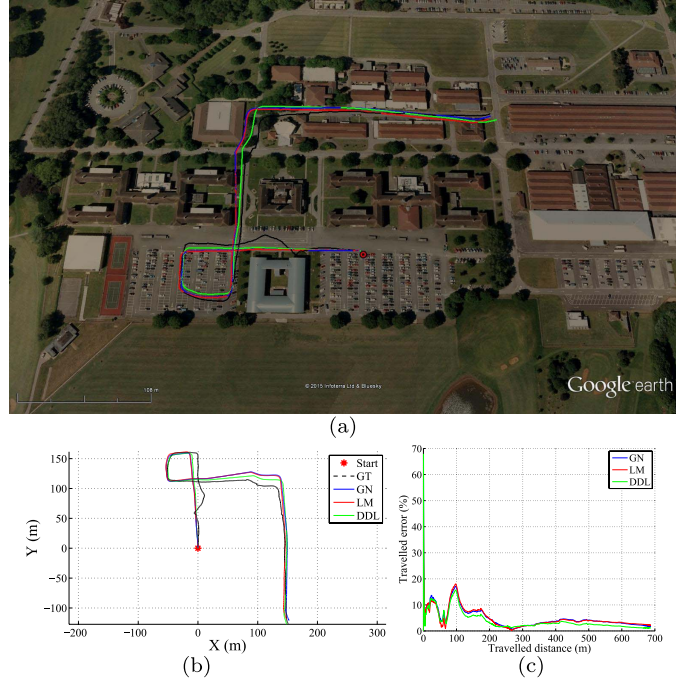 108 m
© 2015 Infoterra Ltd & Bluesky
Google earth
(a)
Start
GT
GN
LM
DDL
150
100
50
0
-50
-100
Y (m)
-200
-100
0
100
200
300
X (m)
(b)
GN
LM
DDL
70
60
50
40
30
20
10
0
Travelled error (%)
0
100
200
300
400
500
600
700
Travelled distance (m)
(c)